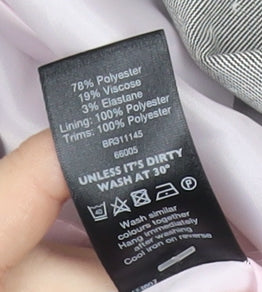 78% Polyester
19% Viscose
3% Elastane
Lining: 100% Polyester
Trims: 100% Polyester
BR311145
66005
UNLESS IT'S DIRTY
WASH AT 30°
Wash similar
colours together
Hang immediately
after washing
Cool iron on reverse